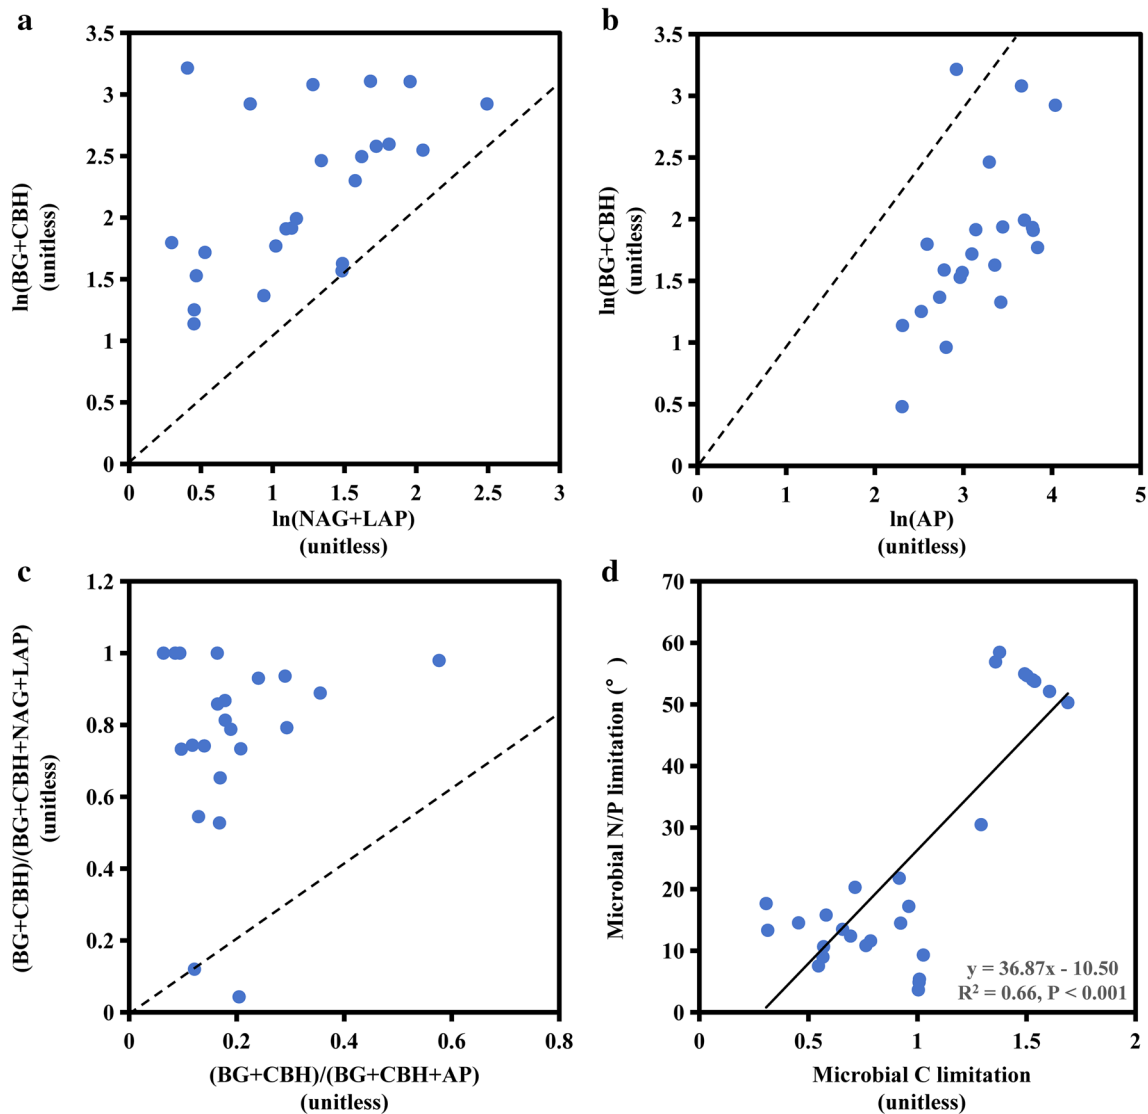 a
3.5
3
2.5
2
1.5
1
0.5
0
ln(BG+CBH)
(unitless)
0
0.5
1
1.5
2
2.5
3
ln(NAG+LAP)
(unitless)
b
3.5
3
2.5
2
1.5
1
0.5
0
ln(BG+CBH)
(unitless)
0
1
2
3
4
5
ln(AP)
(unitless)
c
1.2
1
0.8
0.6
0.4
0.2
0
(BG+CBH)/(BG+CBH+NAG+LAP)
(unitless)
0
0.2
0.4
0.6
0.8
(BG+CBH)/(BG+CBH+AP)
(unitless)
d
70
60
50
40
30
20
10
0
Microbial N/P limitation (° )
y = 36.87x - 10.50
R² = 0.66, P < 0.001
0
0.5
1
1.5
2
Microbial C limitation
(unitless)